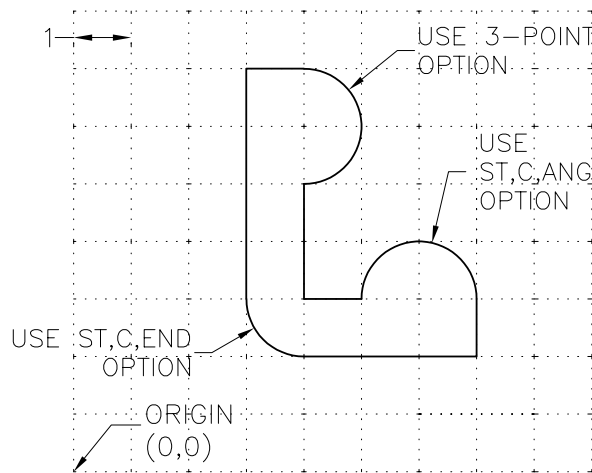 1
USE 3-POINT
OPTION
USE
ST,C,ANG
OPTION
USE ST,C,END
OPTION
ORIGIN
(0,0)